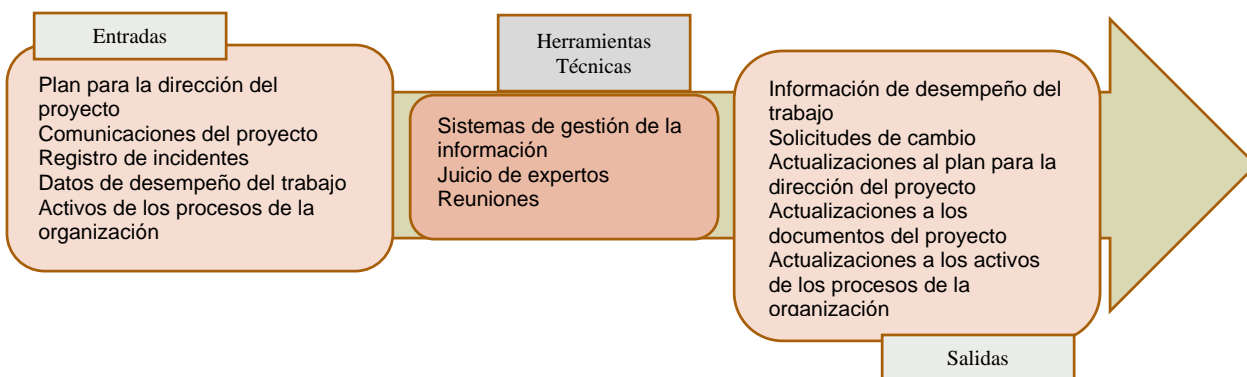 Entradas
Plan para la dirección del
proyecto
Comunicaciones del proyecto
Registro de incidentes
Datos de desempeño del trabajo
Activos de los procesos de la
organización
Herramientas
Técnicas
Sistemas de gestión de la
información
Juicio de expertos
Reuniones
Información de desempeño del
trabajo
Solicitudes de cambio
Actualizaciones al plan para la
dirección del proyecto
Actualizaciones a los
documentos del proyecto
Actualizaciones a los activos
de los procesos de la
organización
Salidas